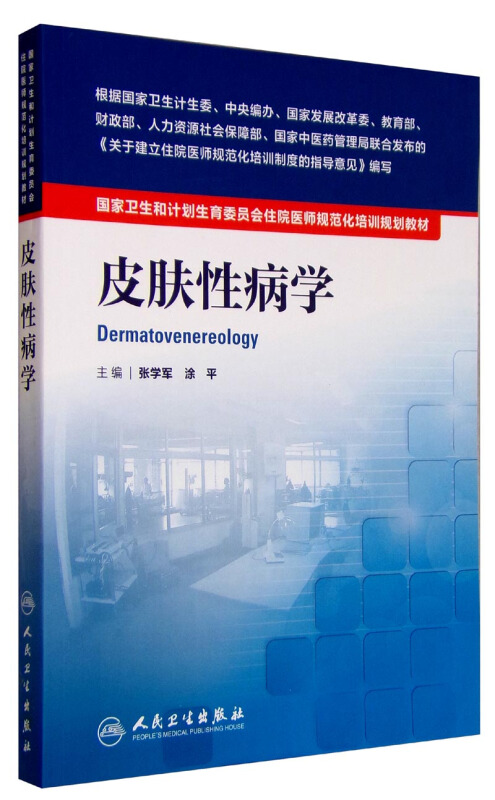 国家卫生和计划生育委员会
住院医师规范化培训规划教材
皮肤性病学
人民卫生出版社
根据国家卫生计生委、中央编办、国家发展改革委、教育部、
财政部、人力资源社会保障部、国家中医药管理局联合发布的
《关于建立住院医师规范化培训制度的指导意见》编写
国家卫生和计划生育委员会住院医师规范化培训规划教材
皮肤性病学
Dermatovenereology
主编 张学军 涂平
人民卫生出版社
PEOPLE'S MEDICAL PUBLISHING HOUSE